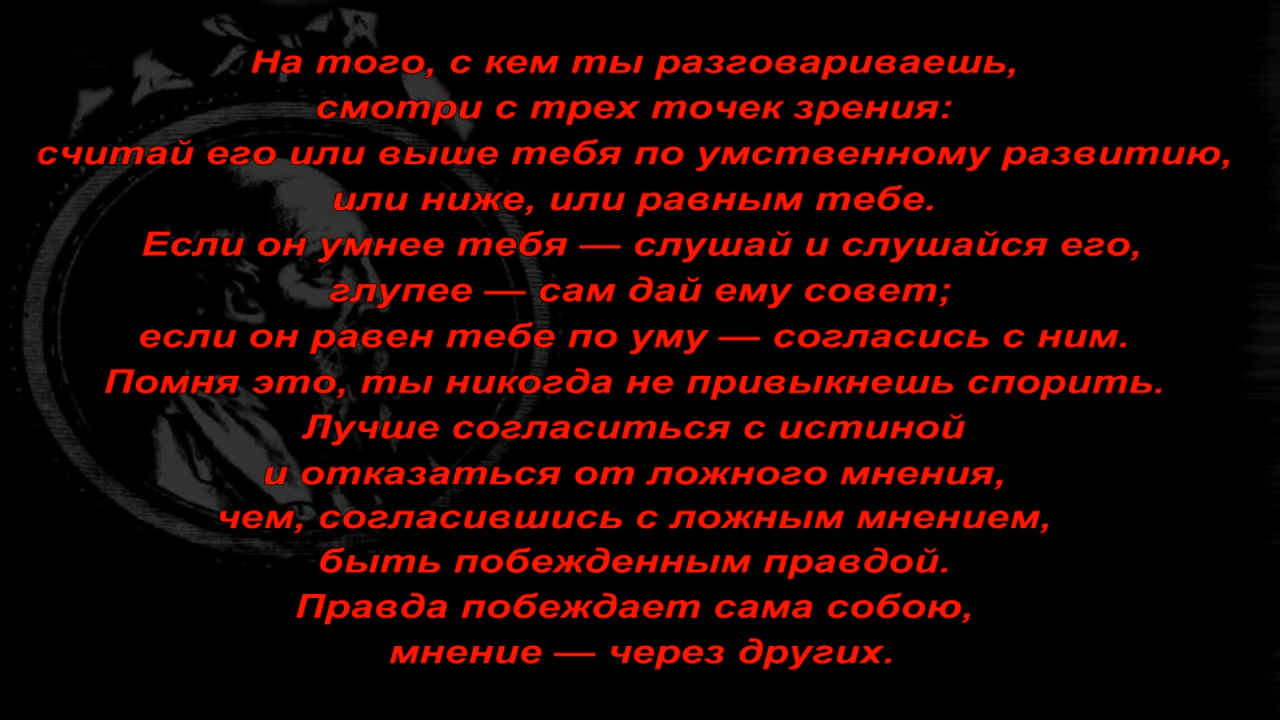 На того, с кем ты разговариваешь,
смотри с трех точек зрения:
считай его или выше тебя по умственному развитию,
или ниже, или равным тебе.
Если он умнее тебя — слушай и слушайся его,
глупее — сам дай ему совет;
если он равен тебе по уму — согласись с ним.
Помня это, ты никогда не привыкнешь спорить.
Лучше согласиться с истиной
и отказаться от ложного мнения,
чем, согласившись с ложным мнением,
быть побежденным правдой.
Правда побеждает сама собою,
мнение — через других.